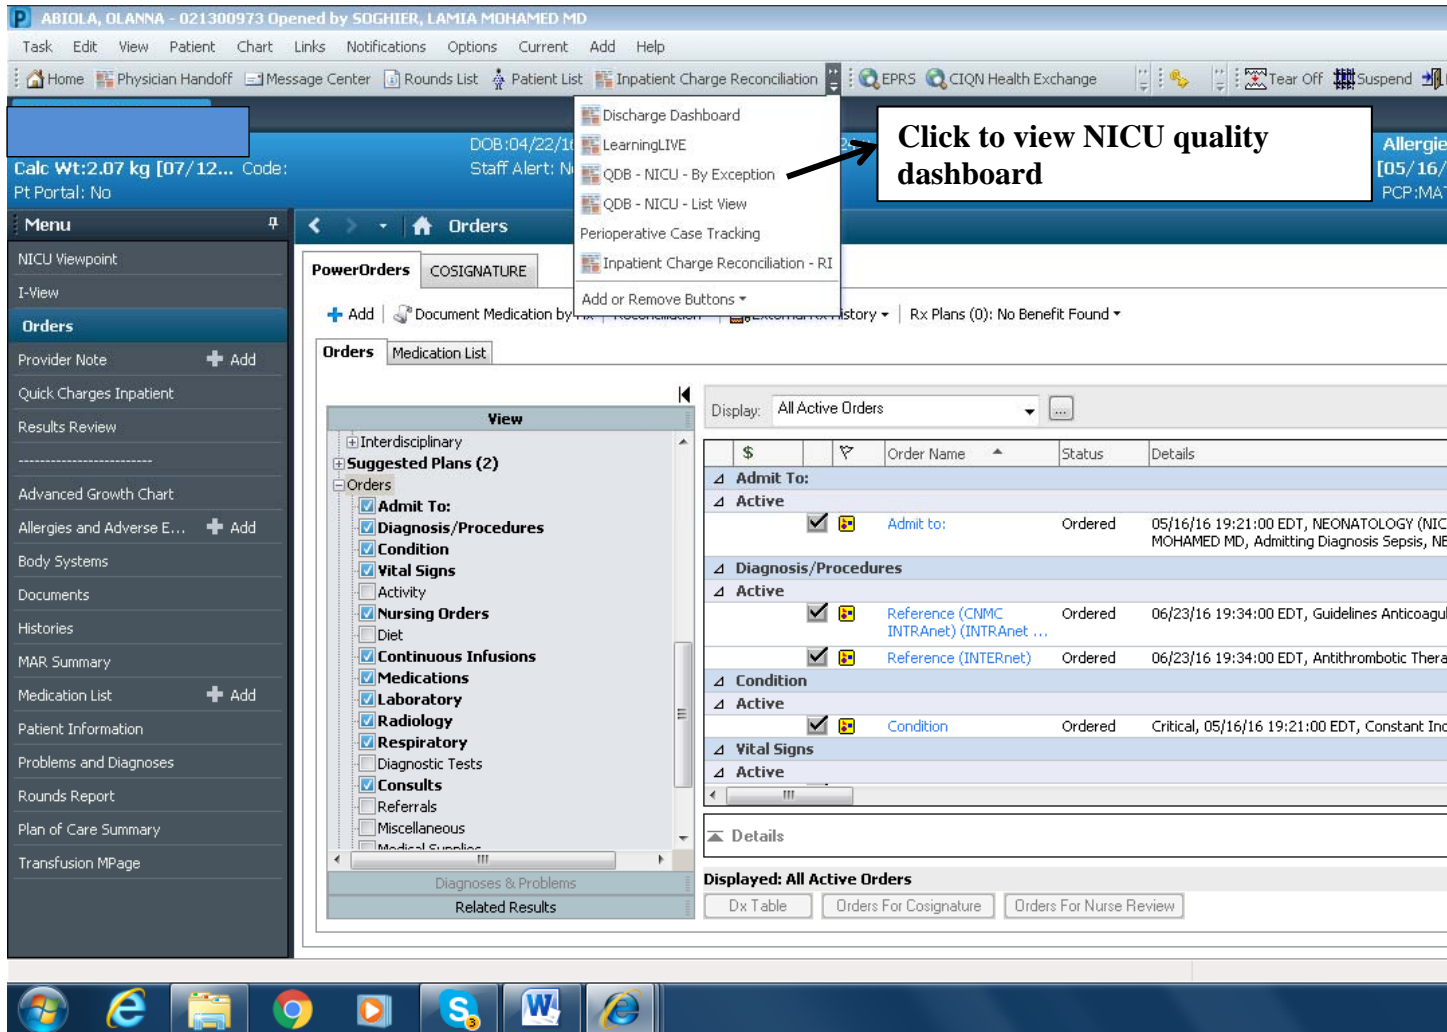 ABIOLA, OLANNA - 021300973 Opened by SOGHIER, LAMIA MOHAMED MD
Task Edit View Patient Chart Links Notifications Options Current Add Help
Home Physician Handoff Message Center Rounds List Patient List Inpatient Charge Reconciliation EPRS CIQN Health Exchange Tear Off Suspend
Discharge Dashboard
LearningLIVE
QDB - NICU - By Exception
QDB - NICU - List View
Perioperative Case Tracking
Inpatient Charge Reconciliation - RI
Add or Remove Buttons
Click to view NICU quality
dashboard
DOB:04/22/1 Allergie
Calc Wt:2.07 kg [07/12... Code: Staff Alert: N [05/16/
Pt Portal: No PCP:MA
Menu
NICU Viewpoint
I-View
Orders
Provider Note Add
Quick Charges Inpatient
Results Review
-------------------------
Advanced Growth Chart
Allergies and Adverse E... Add
Body Systems
Documents
Histories
MAR Summary
Medication List Add
Patient Information
Problems and Diagnoses
Rounds Report
Plan of Care Summary
Transfusion MPage
Orders
PowerOrders COSIGNATURE
Add Document Medication by Rx Plans (0): No Benefit Found
Orders Medication List
View
Interdisciplinary
Suggested Plans (2)
Orders
Admit To:
Diagnosis/Procedures
Condition
Vital Signs
Activity
Nursing Orders
Diet
Continuous Infusions
Medications
Laboratory
Radiology
Respiratory
Diagnostic Tests
Consults
Referrals
Miscellaneous
Medical Supplies
Diagnoses & Problems
Related Results
Display: All Active Orders ...
$ Order Name Status Details
Admit To:
Active
Admit to: Ordered 05/16/16 19:21:00 EDT, NEONATOLOGY (NIC
MOHAMED MD, Admitting Diagnosis Sepsis, NE
Diagnosis/Procedures
Active
Reference (CNMC Ordered 06/23/16 19:34:00 EDT, Guidelines Anticoagul
INTRAnet) (INTRAnet ...
Reference (INTERnet) Ordered 06/23/16 19:34:00 EDT, Antithrombotic Thera
Condition
Active
Condition Ordered Critical, 05/16/16 19:21:00 EDT, Constant Ind
Vital Signs
Active
Details
Displayed: All Active Orders
Dx Table Orders For Cosignature Orders For Nurse Review